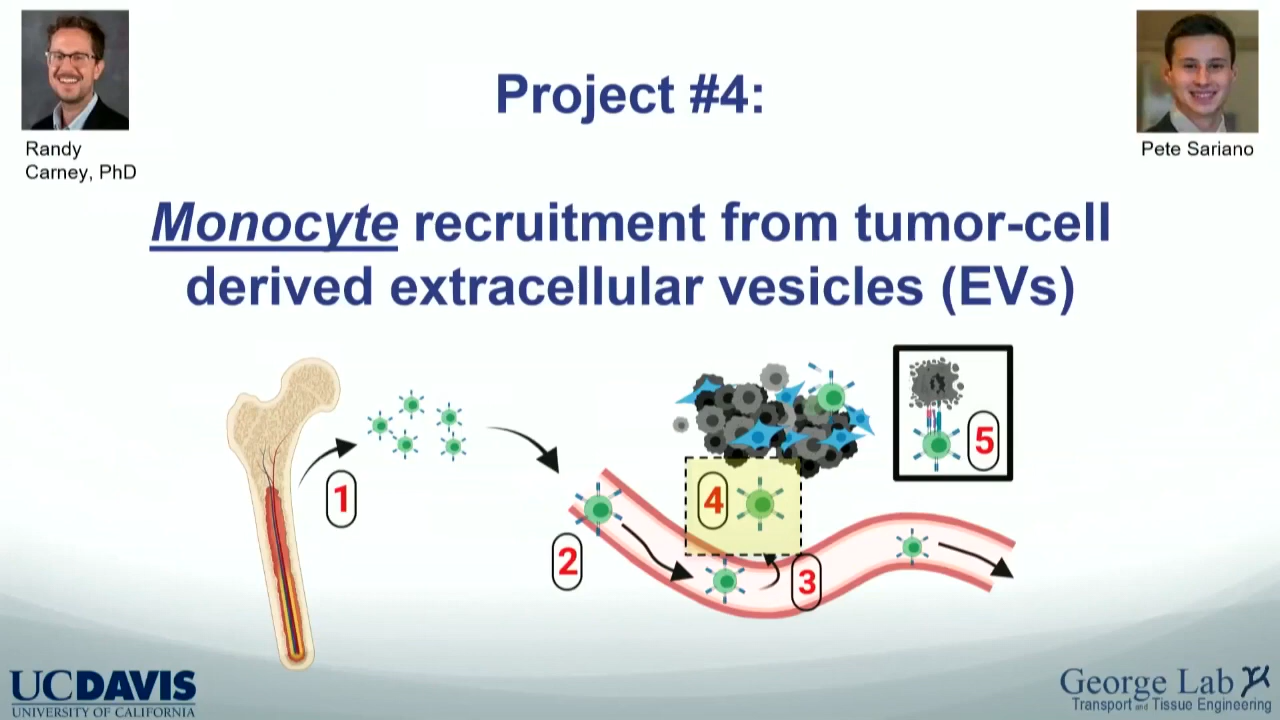 Project #4:
Randy
Carney, PhD
Pete Sariano
Monocyte recruitment from tumor-cell
derived extracellular vesicles (EVs)
1
2
3
4
5
UCDAVIS
UNIVERSITY OF CALIFORNIA
George Lab
Transport and Tissue Engineering